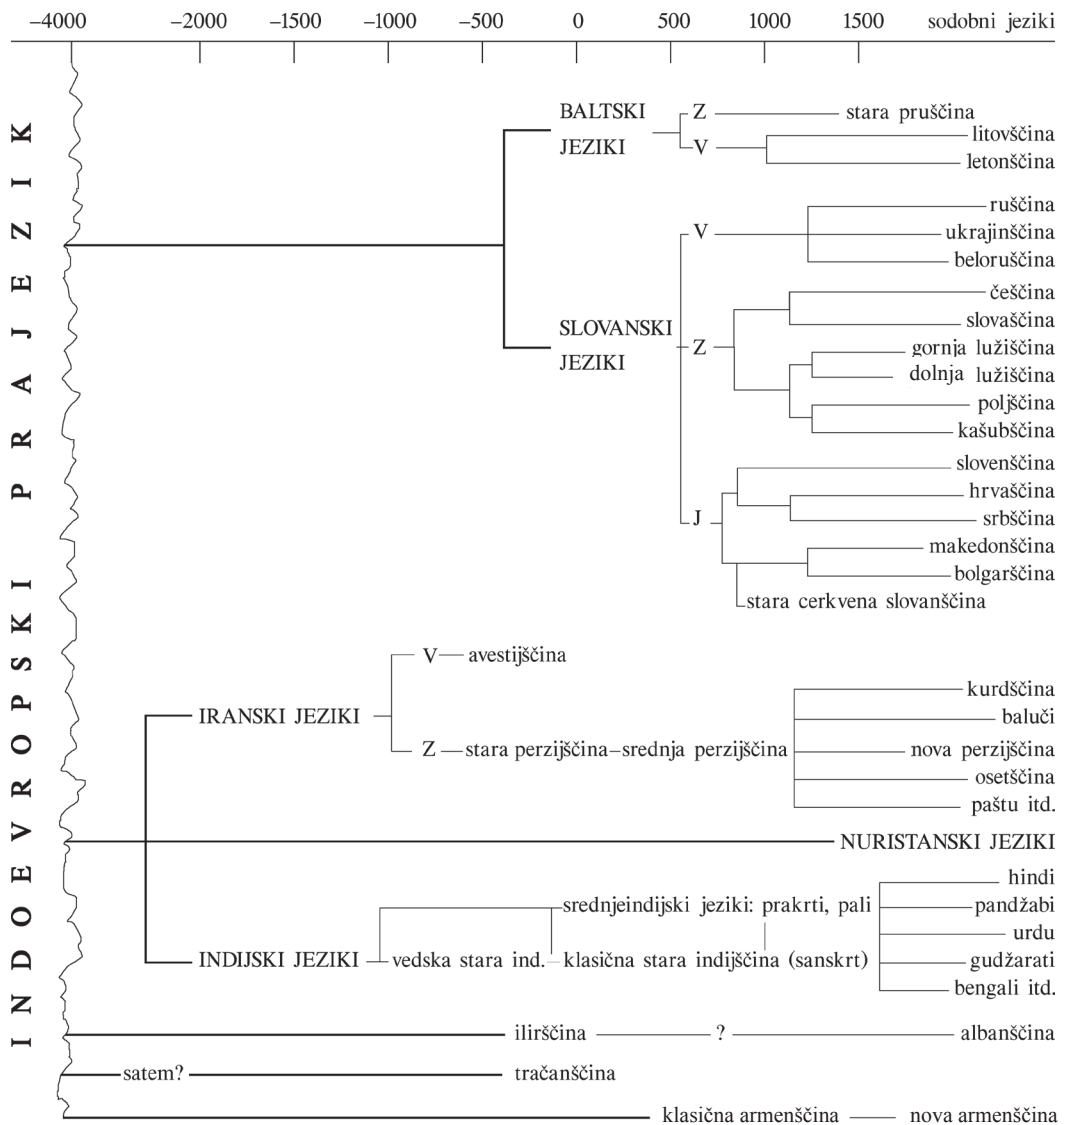 −4000 −2000 −1500 −1000 −500 0 500 1000 1500 sodobni jeziki
INDOEVROPSKI PRAJEZIK
BALTSKI
JEZIKI
Z
stara pruščina
V
litovščina
letonščina
SLOVANSKI
JEZIKI
V
ruščina
ukrajinščina
beloruščina
Z
češčina
slovaščina
gornja lužiščina
dolnja lužiščina
poljščina
kašubščina
J
slovenščina
hrvaščina
srbščina
makedonščina
bolgarščina
stara cerkvena slovanščina
IRANSKI JEZIKI
V
avestijščina
Z
stara perzijščina–srednja perzijščina
kurdščina
baluči
nova perzijščina
osetščina
paštu itd.
NURISTANSKI JEZIKI
INDIJSKI JEZIKI
srednjeindijski jeziki: prakrti, pali
vedska stara ind.
klasična stara indijščina (sanskrt)
hindi
pandžabi
urdu
gudžarati
bengali itd.
ilirščina ? albanščina
satem? tračanščina
klasična armenščina nova armenščina